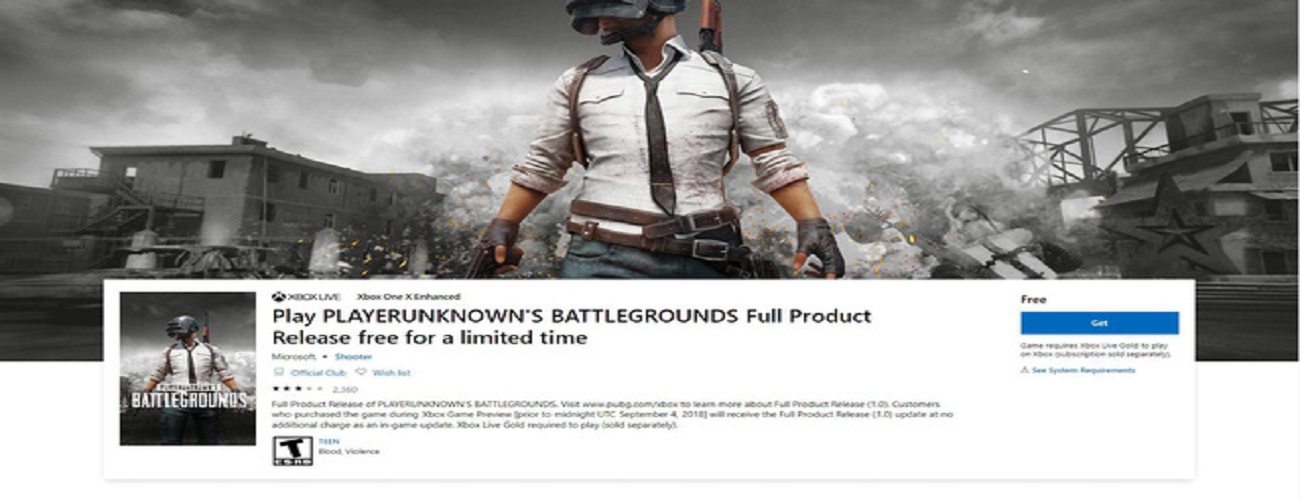 XBOX LIVE Xbox One X Enhanced
Play PLAYERUNKNOWN'S BATTLEGROUNDS Full Product
Release free for a limited time
Microsoft • Shooter
Official Club Wish list
2,360
Full Product Release of PLAYERUNKNOWN'S BATTLEGROUNDS. Visit www.pubg.com/xbox to learn more about Full Product Release (1.0). Customers
who purchased the game during Xbox Game Preview [prior to midnight UTC September 4, 2018] will receive the Full Product Release (1.0) update at no
additional charge as an in-game update. Xbox Live Gold required to play (sold separately).
T
ESRB
TEEN
Blood, Violence
PLAYERUNKNOWN'S
BATTLEGROUNDS
Free
Get
Game requires Xbox Live Gold to play
on Xbox (subscription sold separately).
See System Requirements